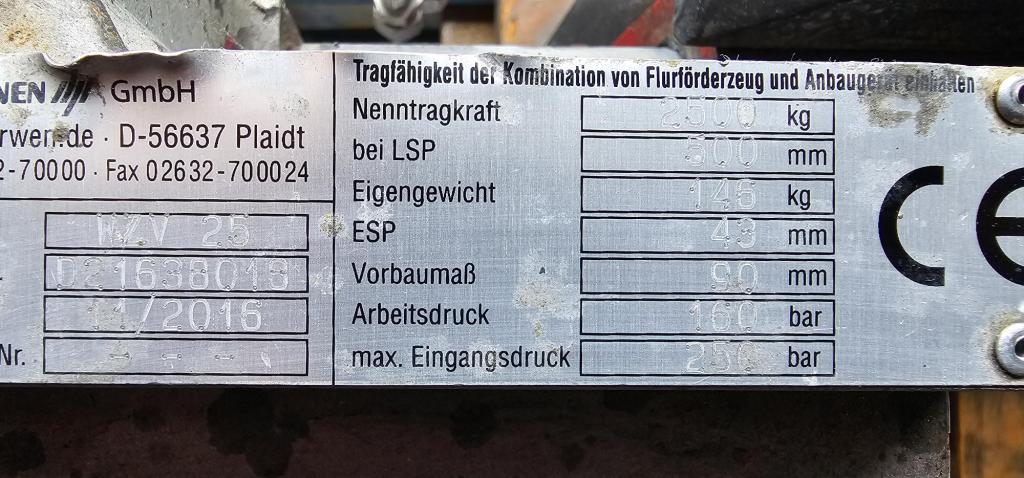 NEN GmbH
rwen.de · D-56637 Plaidt
2-70000 · Fax 02632-700024
WZV 25
D21638018
11/2016
Nr. - - -
Tragfähigkeit der Kombination von Flurförderzeug und Anbaugerät einhalten
Nenntragkraft 2500 kg
bei LSP 500 mm
Eigengewicht 146 kg
ESP 43 mm
Vorbaumaß 90 mm
Arbeitsdruck 160 bar
max. Eingangsdruck 250 bar
CE